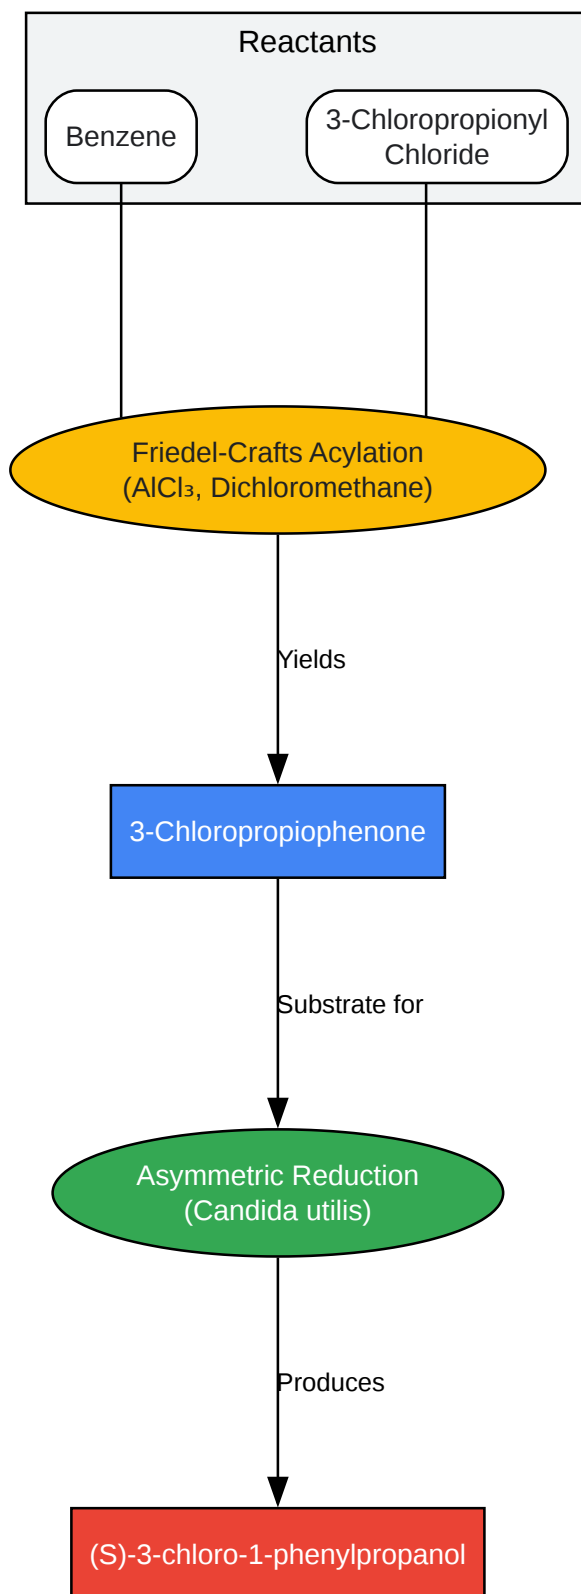 Reactants
Benzene
3-Chloropropionyl
Chloride
Friedel-Crafts Acylation
(AlCl₃, Dichloromethane)
Yields
3-Chloropropiophenone
Substrate for
Asymmetric Reduction
(Candida utilis)
Produces
(S)-3-chloro-1-phenylpropanol